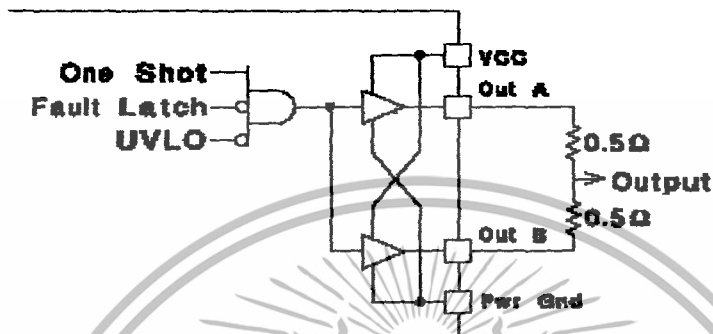 VCC
One Shot
Out A
Fault Latch
UVLO
0.5Ω
Output
0.5Ω
Out B
Pwr Gnd